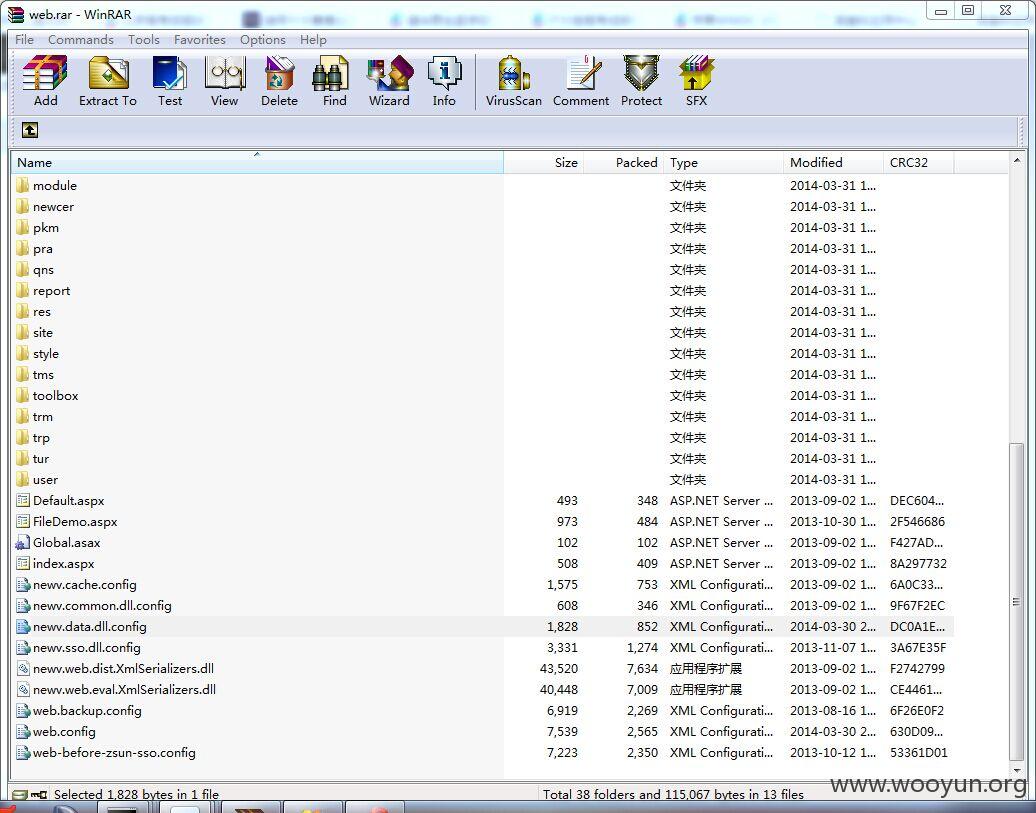 web.rar - WinRAR
File Commands Tools Favorites Options Help
Add Extract To Test View Delete Find Wizard Info VirusScan Comment Protect SFX
Name Size Packed Type Modified CRC32
module 文件夹 2014-03-31 1...
newcer 文件夹 2014-03-31 1...
pkm 文件夹 2014-03-31 1...
pra 文件夹 2014-03-31 1...
qns 文件夹 2014-03-31 1...
report 文件夹 2014-03-31 1...
res 文件夹 2014-03-31 1...
site 文件夹 2014-03-31 1...
style 文件夹 2014-03-31 1...
tms 文件夹 2014-03-31 1...
toolbox 文件夹 2014-03-31 1...
trm 文件夹 2014-03-31 1...
trp 文件夹 2014-03-31 1...
tur 文件夹 2014-03-31 1...
user 文件夹 2014-03-31 1...
Default.aspx 493 348 ASP.NET Server ... 2013-09-02 1... DEC604...
FileDemo.aspx 973 484 ASP.NET Server ... 2013-10-30 1... 2F546686
Global.asax 102 102 ASP.NET Server ... 2013-09-02 1... F427AD...
index.aspx 508 409 ASP.NET Server ... 2013-09-02 1... 8A297732
newv.cache.config 1,575 753 XML Configurati... 2013-09-02 1... 6A0C33...
newv.common.dll.config 608 346 XML Configurati... 2013-09-02 1... 9F67F2EC
newv.data.dll.config 1,828 852 XML Configurati... 2014-03-30 2... DC0A1E...
newv.sso.dll.config 3,331 1,274 XML Configurati... 2013-11-07 1... 3A67E35F
newv.web.dist.XmlSerializers.dll 43,520 7,634 应用程序扩展 2013-09-02 1... F2742799
newv.web.eval.XmlSerializers.dll 40,448 7,009 应用程序扩展 2013-09-02 1... CE4461...
web.backup.config 6,919 2,269 XML Configurati... 2013-08-16 1... 6F26E0F2
web.config 7,539 2,565 XML Configurati... 2014-03-30 2... 630D09...
web-before-zsun-sso.config 7,223 2,350 XML Configurati... 2013-10-12 1... 53361D01
Selected 1,828 bytes in 1 file Total 38 folders and 115,067 bytes in 13 files
www.wooyun.org